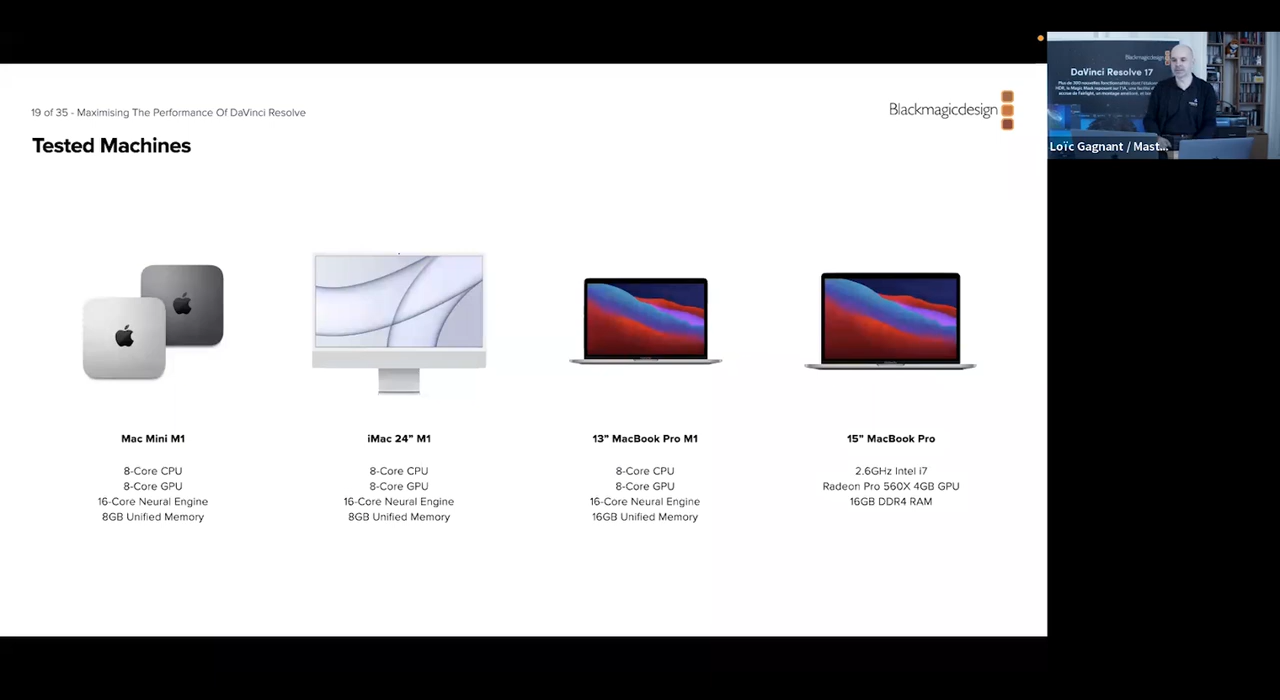 19 of 35 - Maximising The Performance Of DaVinci Resolve
Blackmagicdesign
Tested Machines
Mac Mini M1
8-Core CPU
8-Core GPU
16-Core Neural Engine
8GB Unified Memory
iMac 24” M1
8-Core CPU
8-Core GPU
16-Core Neural Engine
8GB Unified Memory
13” MacBook Pro M1
8-Core CPU
8-Core GPU
16-Core Neural Engine
16GB Unified Memory
15” MacBook Pro
2.6GHz Intel i7
Radeon Pro 560X 4GB GPU
16GB DDR4 RAM
Blackmagicdesign
DaVinci Resolve 17
Loïc Gagnant / Mast...